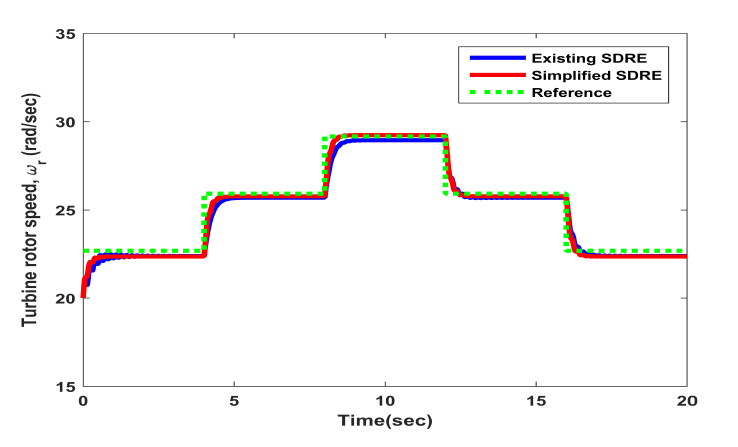 35
30
25
20
15
Turbine rotor speed, ωr (rad/sec)
Existing SDRE
Simplified SDRE
Reference
0 5 10 15 20
Time(sec)